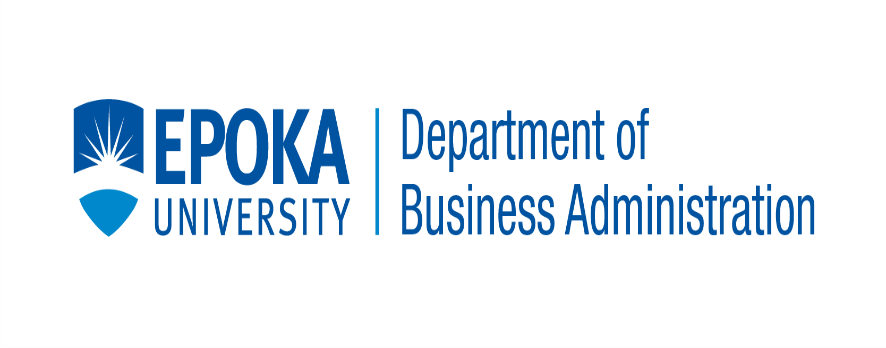 EPOKA
UNIVERSITY
Department of
Business Administration